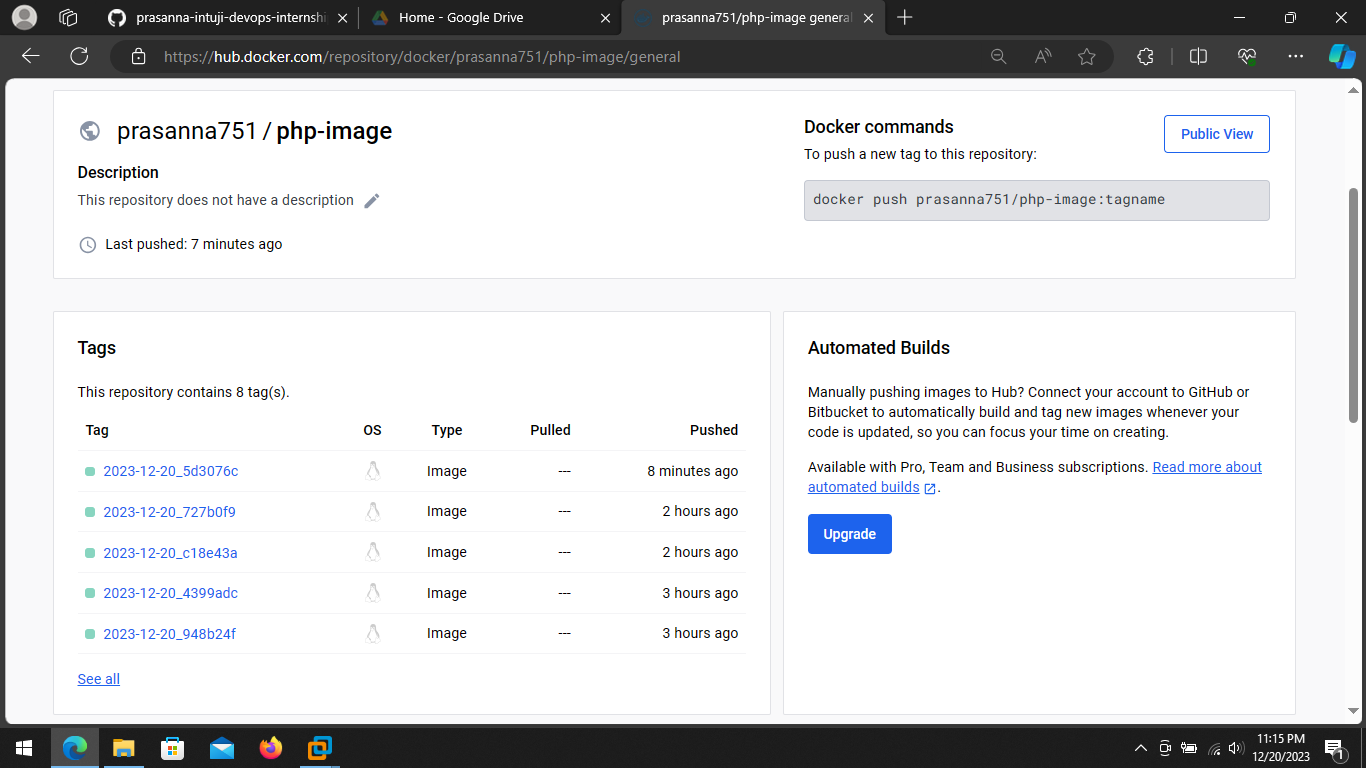 prasanna-intuji-devops-internshi
Home - Google Drive
prasanna751/php-image general
https://hub.docker.com/repository/docker/prasanna751/php-image/general
prasanna751 / php-image
Description
This repository does not have a description
Last pushed: 7 minutes ago
Docker commands
Public View
To push a new tag to this repository:
docker push prasanna751/php-image:tagname
Tags
This repository contains 8 tag(s).
Tag OS Type Pulled Pushed
2023-12-20_5d3076c Image --- 8 minutes ago
2023-12-20_727b0f9 Image --- 2 hours ago
2023-12-20_c18e43a Image --- 2 hours ago
2023-12-20_4399adc Image --- 3 hours ago
2023-12-20_948b24f Image --- 3 hours ago
See all
Automated Builds
Manually pushing images to Hub? Connect your account to GitHub or
Bitbucket to automatically build and tag new images whenever your
code is updated, so you can focus your time on creating.
Available with Pro, Team and Business subscriptions. Read more about
automated builds .
Upgrade
11:15 PM
12/20/2023
1